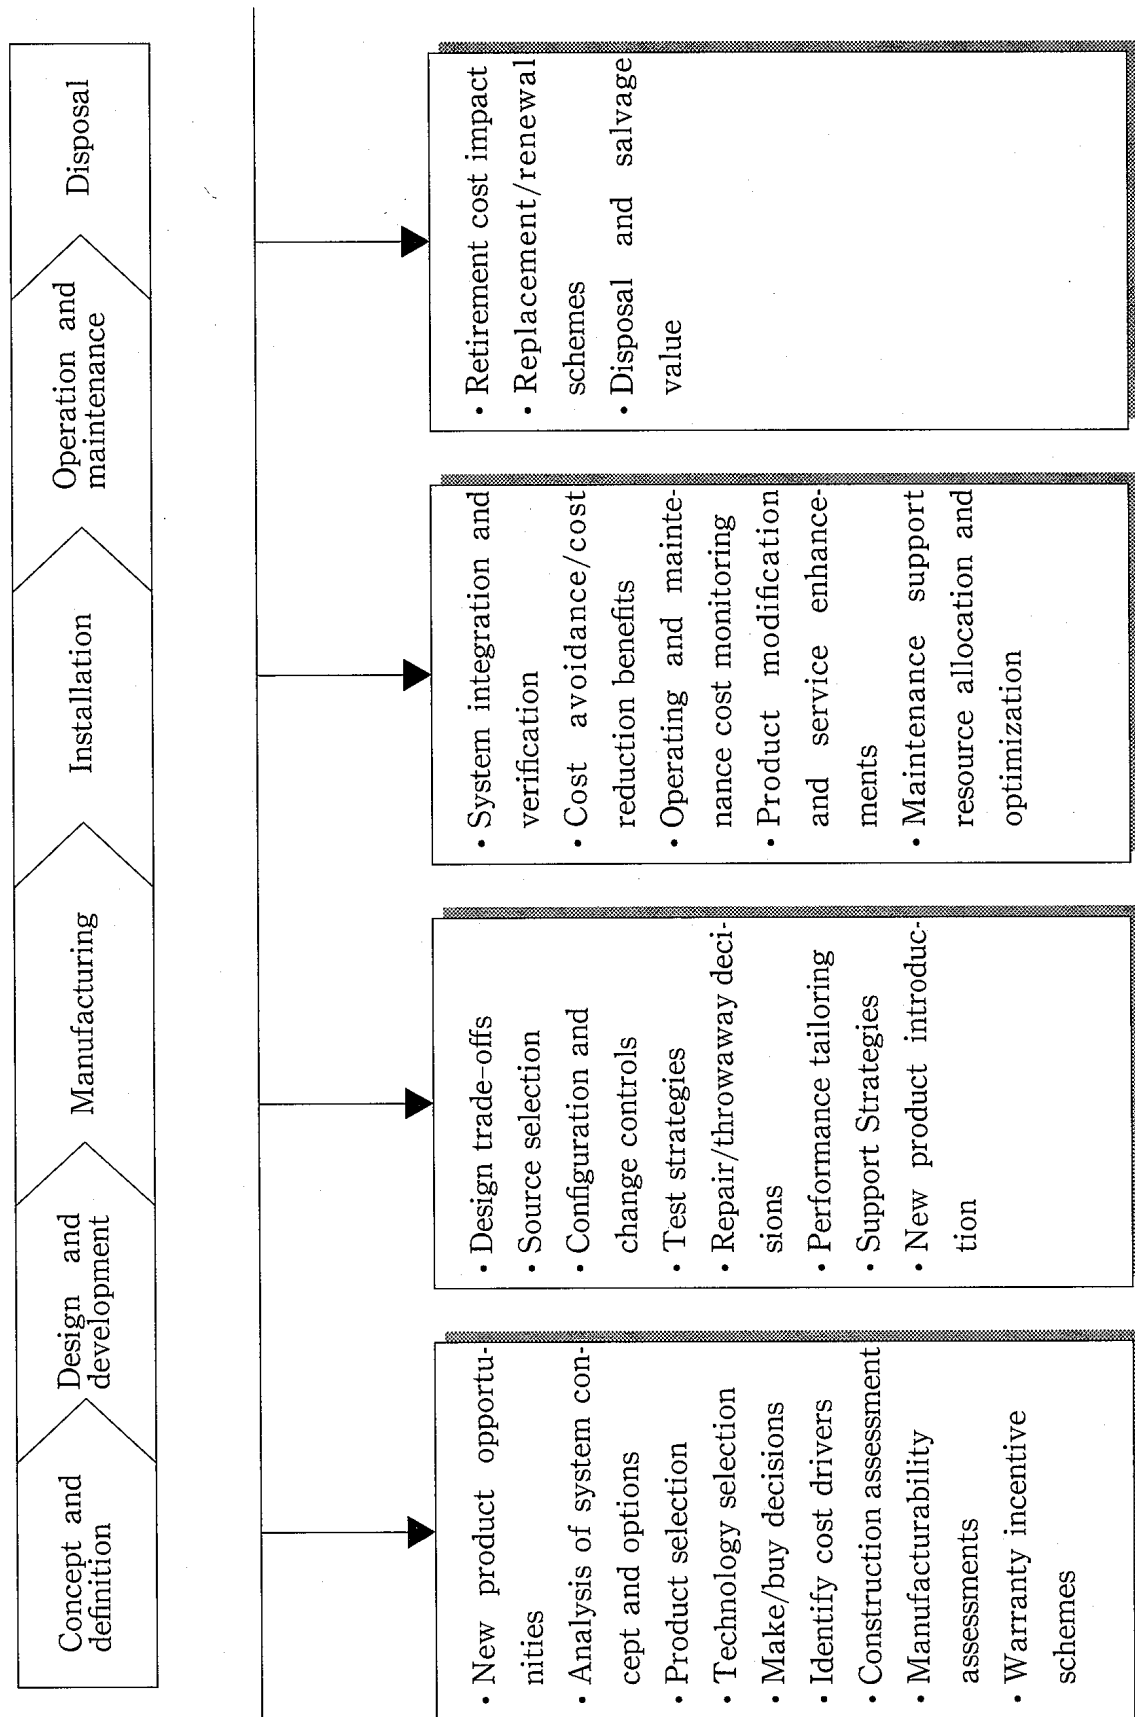 Concept and
definition
Design and
development
Manufacturing
Installation
Operation and
maintenance
Disposal
• New product opportu-
nities
• Analysis of system con-
cept and options
• Product selection
• Technology selection
• Make/buy decisions
• Identify cost drivers
• Construction assessment
• Manufacturability
assessments
• Warranty incentive
schemes
• Design trade-offs
• Source selection
• Configuration and
change controls
• Test strategies
• Repair/throwaway deci-
sions
• Performance tailoring
• Support Strategies
• New product introduc-
tion
• System integration and
verification
• Cost avoidance/cost
reduction benefits
• Operating and mainte-
nance cost monitoring
• Product modification
and service enhance-
ments
• Maintenance support
resource allocation and
optimization
• Retirement cost impact
• Replacement/renewal
schemes
• Disposal and salvage
value